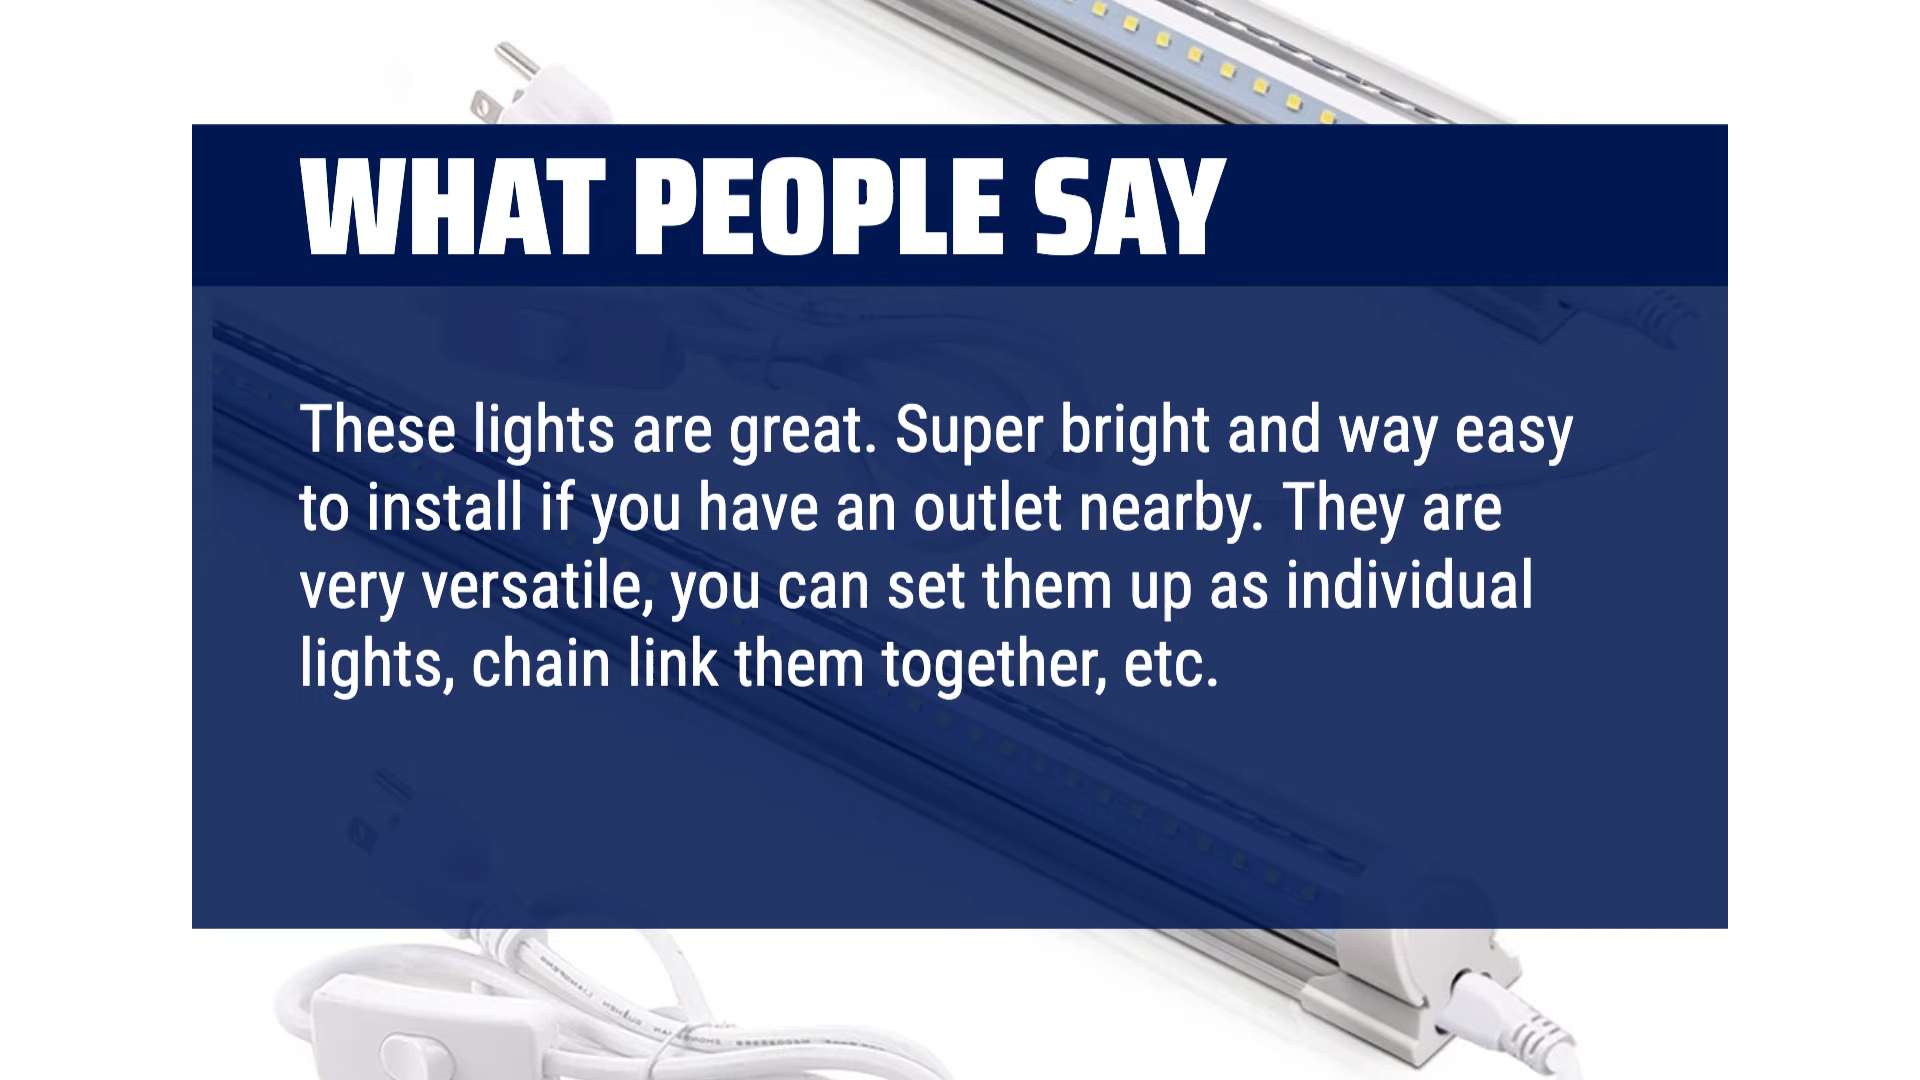 WHAT PEOPLE SAY
These lights are great. Super bright and way easy
to install if you have an outlet nearby. They are
very versatile, you can set them up as individual
lights, chain link them together, etc.